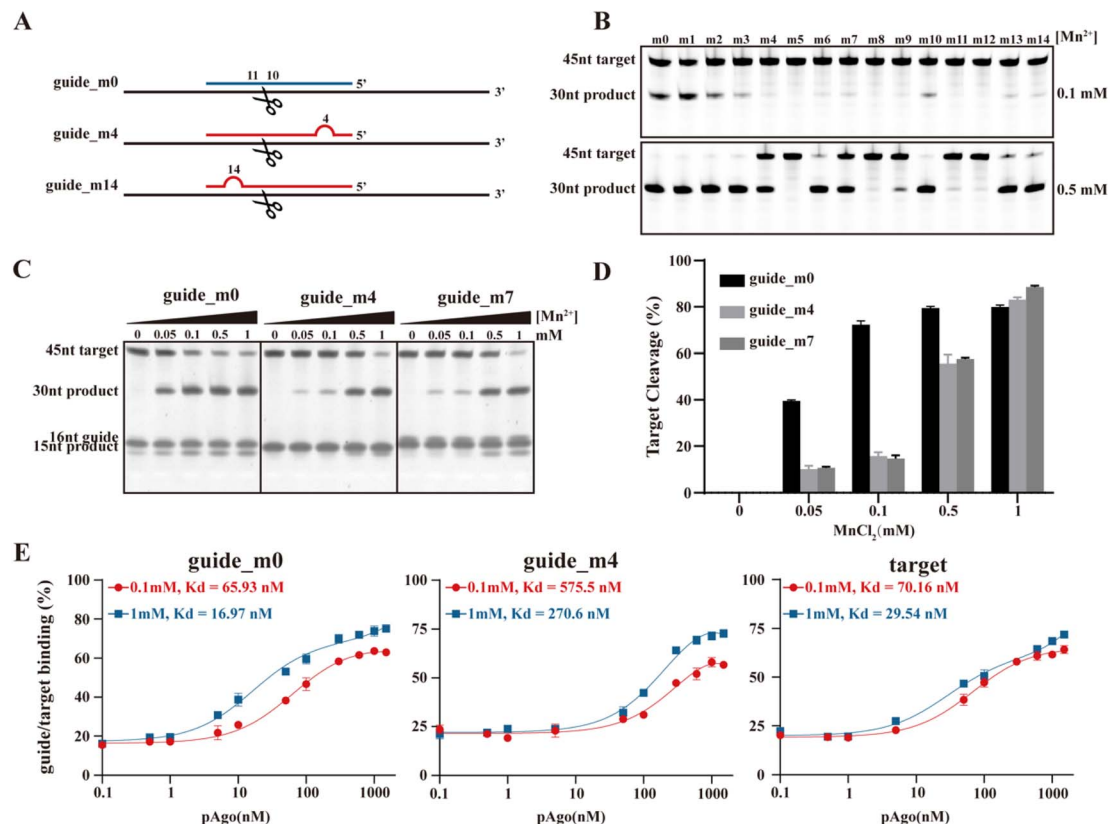 A
guide_m0
11 10
5’
3’
guide_m4
4
5’
3’
guide_m14
14
5’
3’
B
m0 m1 m2 m3 m4 m5 m6 m7 m8 m9 m10 m11 m12 m13 m14 [Mn2+]
45nt target
30nt product
0.1 mM
45nt target
30nt product
0.5 mM
C
guide_m0 guide_m4 guide_m7
[Mn2+]
0 0.05 0.1 0.5 1 0 0.05 0.1 0.5 1 0 0.05 0.1 0.5 1 mM
45nt target
30nt product
16nt guide
15nt product
D
Target Cleavage (%)
100
80
60
40
20
0
guide_m0
guide_m4
guide_m7
0 0.05 0.1 0.5 1
MnCl2(mM)
E
guide/target binding (%)
guide_m0
100
75
50
25
0
0.1mM, Kd = 65.93 nM
1mM, Kd = 16.97 nM
0.1 1 10 100 1000
pAgo(nM)
guide_m4
100
75
50
25
0
0.1mM, Kd = 575.5 nM
1mM, Kd = 270.6 nM
0.1 1 10 100 1000
pAgo(nM)
target
100
75
50
25
0
0.1mM, Kd = 70.16 nM
1mM, Kd = 29.54 nM
0.1 1 10 100 1000
pAgo(nM)